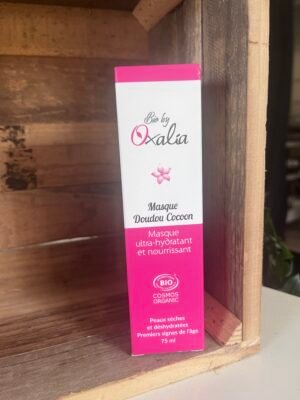 Bio by
Oxalia
Masque
Doudou Cocoon
Masque
ultra-hydratant
et nourrissant
BIO
COSMOS
ORGANIC
Peaux sèches
et déshydratées
Premiers signes de l'âge
75 ml